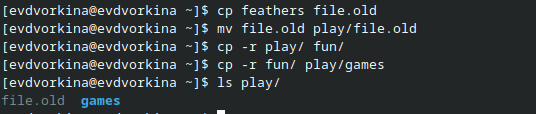 [evdvorkina@evdvorkina ~]$ cp feathers file.old
[evdvorkina@evdvorkina ~]$ mv file.old play/file.old
[evdvorkina@evdvorkina ~]$ cp -r play/ fun/
[evdvorkina@evdvorkina ~]$ cp -r fun/ play/games
[evdvorkina@evdvorkina ~]$ ls play/
file.old  games
[evdvorkina@evdvorkina ~]$